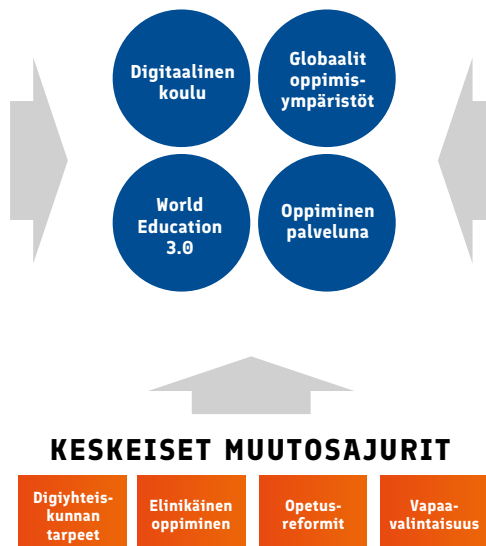 Digitaalinen
koulu
Globaalit
oppimis-
ympäristöt
World
Education
3.0
Oppiminen
palveluna
KESKEISET MUUTOSAJURIT
Digiyhteis-
kunnan
tarpeet
Elinikäinen
oppiminen
Opetus-
reformit
Vapaa-
valintaisuus